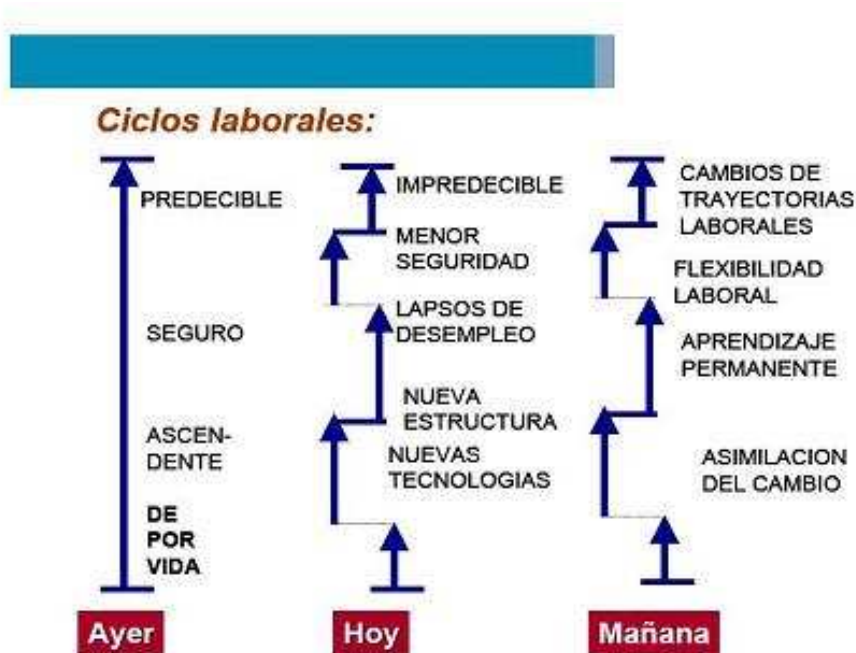 Ciclos laborales:
PREDECIBLE
SEGURO
ASCEN-
DENTE
DE
POR
VIDA
Ayer
IMPREDECIBLE
MENOR
SEGURIDAD
LAPSOS DE
DESEMPLEO
NUEVA
ESTRUCTURA
NUEVAS
TECNOLOGIAS
Hoy
CAMBIOS DE
TRAYECTORIAS
LABORALES
FLEXIBILIDAD
LABORAL
APRENDIZAJE
PERMANENTE
ASIMILACION
DEL CAMBIO
Mañana